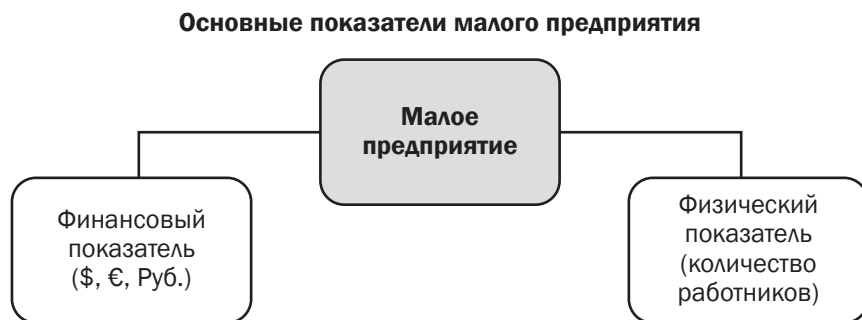 Основные показатели малого предприятия
Малое
предприятие
Финансовый
показатель
($, €, Руб.)
Физический
показатель
(количество
работников)